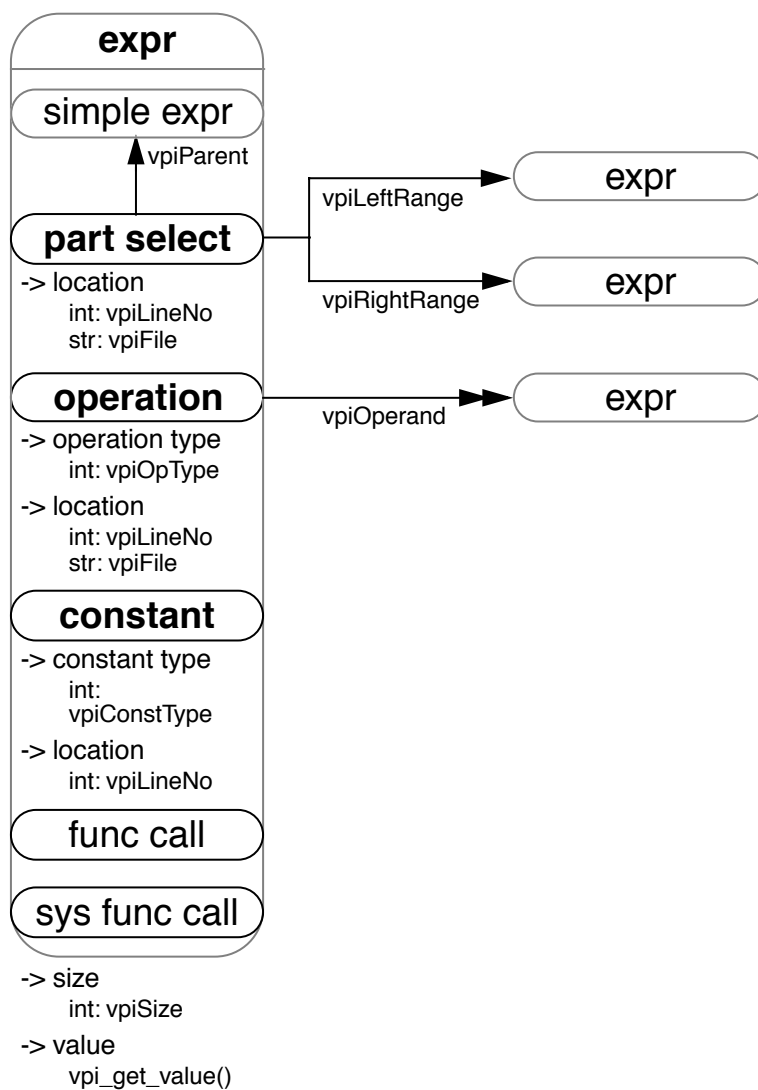 expr
simple expr
vpiParent
part select
-> location
int: vpiLineNo
str: vpiFile
vpiLeftRange
expr
vpiRightRange
expr
operation
-> operation type
int: vpiOpType
-> location
int: vpiLineNo
str: vpiFile
vpiOperand
expr
constant
-> constant type
int:
vpiConstType
-> location
int: vpiLineNo
func call
sys func call
-> size
int: vpiSize
-> value
vpi_get_value()